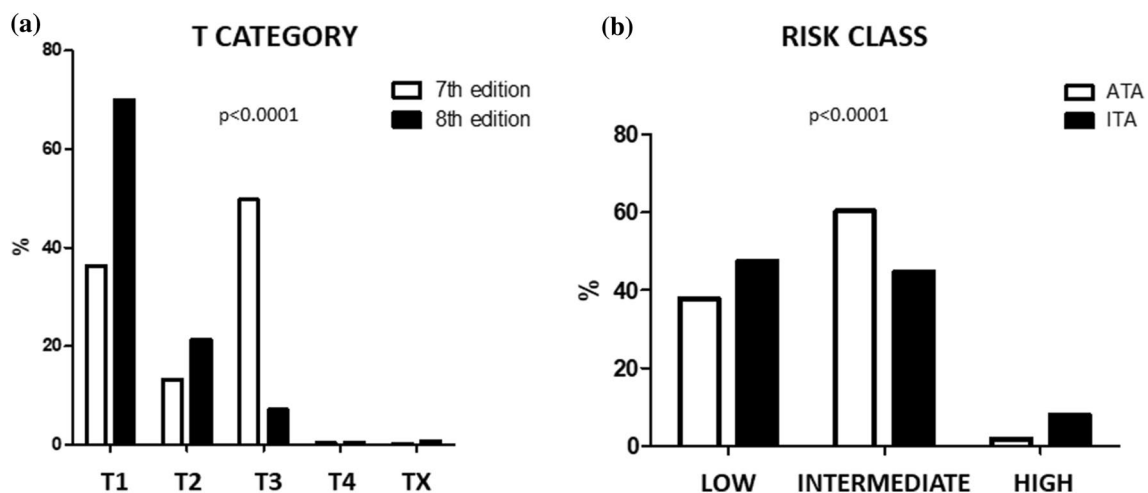 (a)
T CATEGORY
7th edition
8th edition
p<0.0001
80
60
40
20
0
%
T1 T2 T3 T4 TX
(b)
RISK CLASS
ATA
ITA
p<0.0001
80
60
40
20
0
%
LOW INTERMEDIATE HIGH